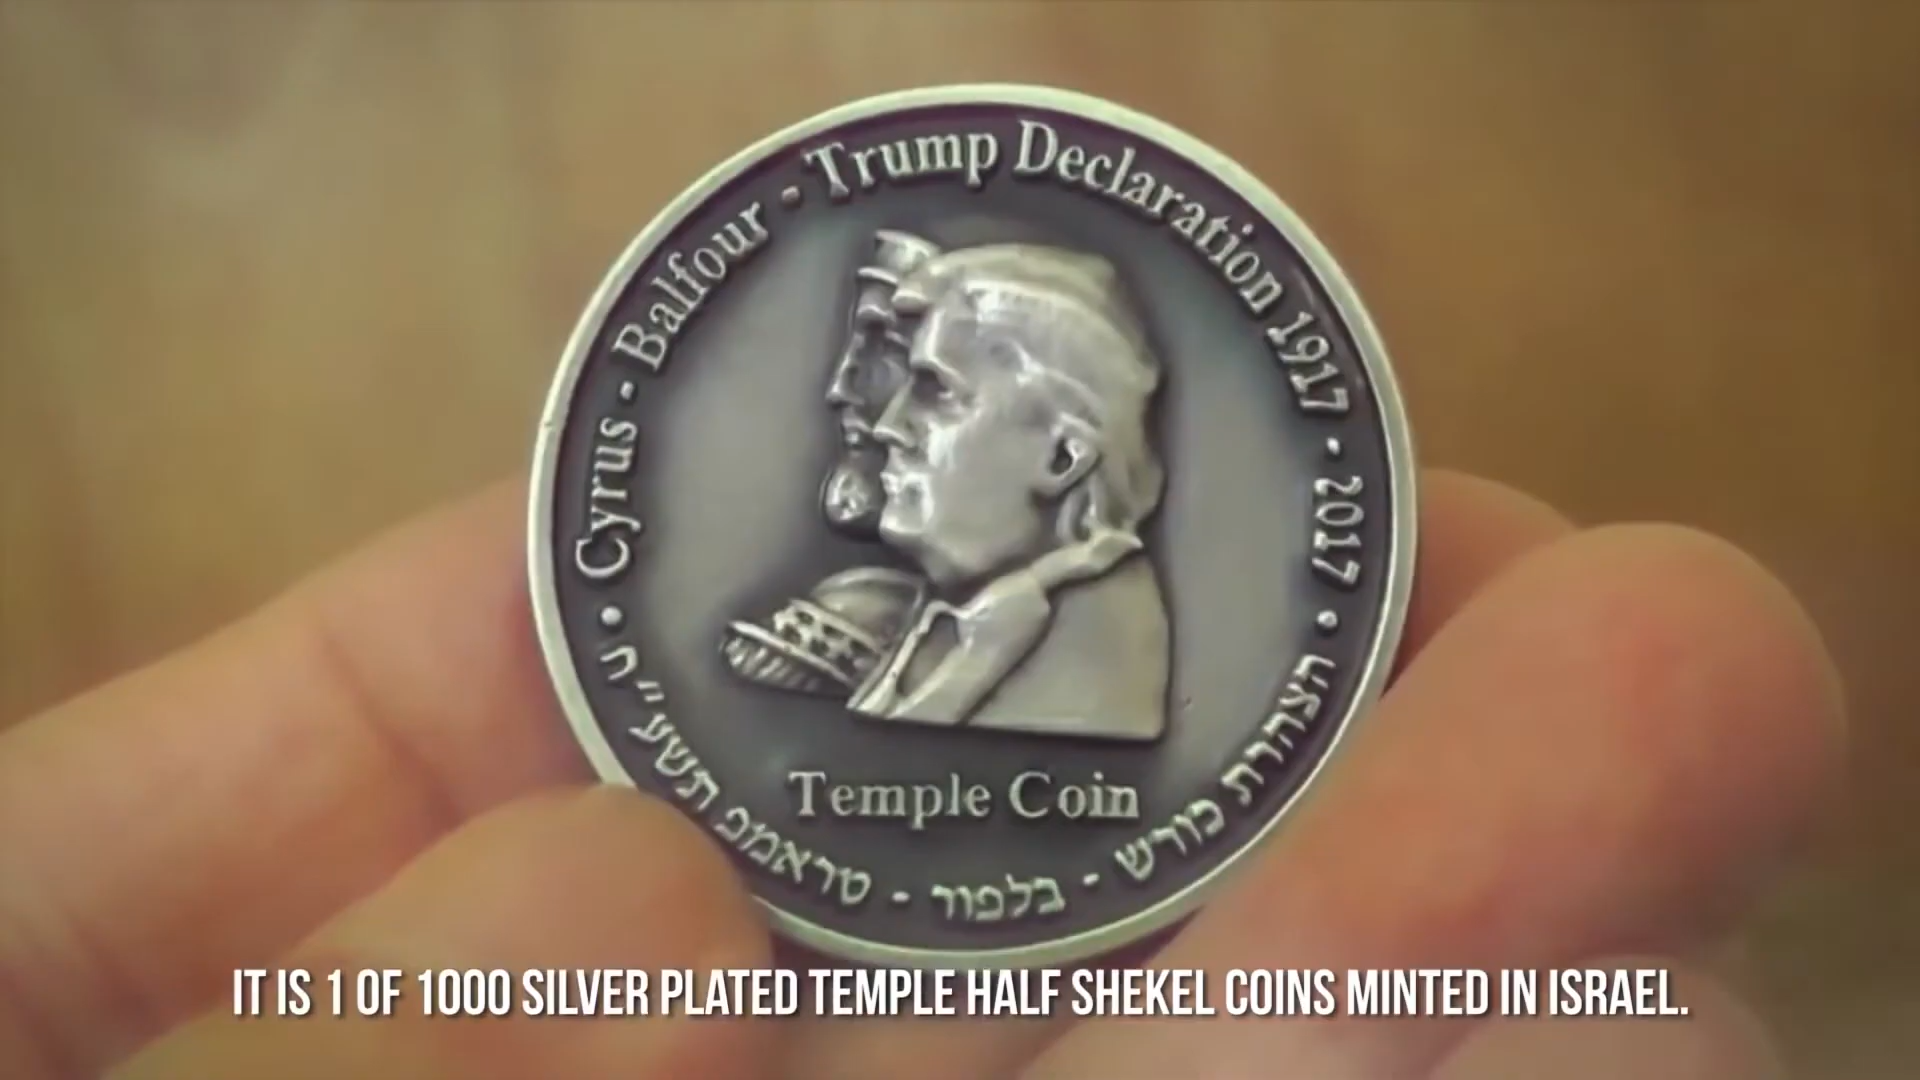 Cyrus - Balfour - Trump Declaration 1917 - 2017
Temple Coin
הצהרת כורש - בלפור - טראמפ תשע"ח
IT IS 1 OF 1000 SILVER PLATED TEMPLE HALF SHEKEL COINS MINTED IN ISRAEL.